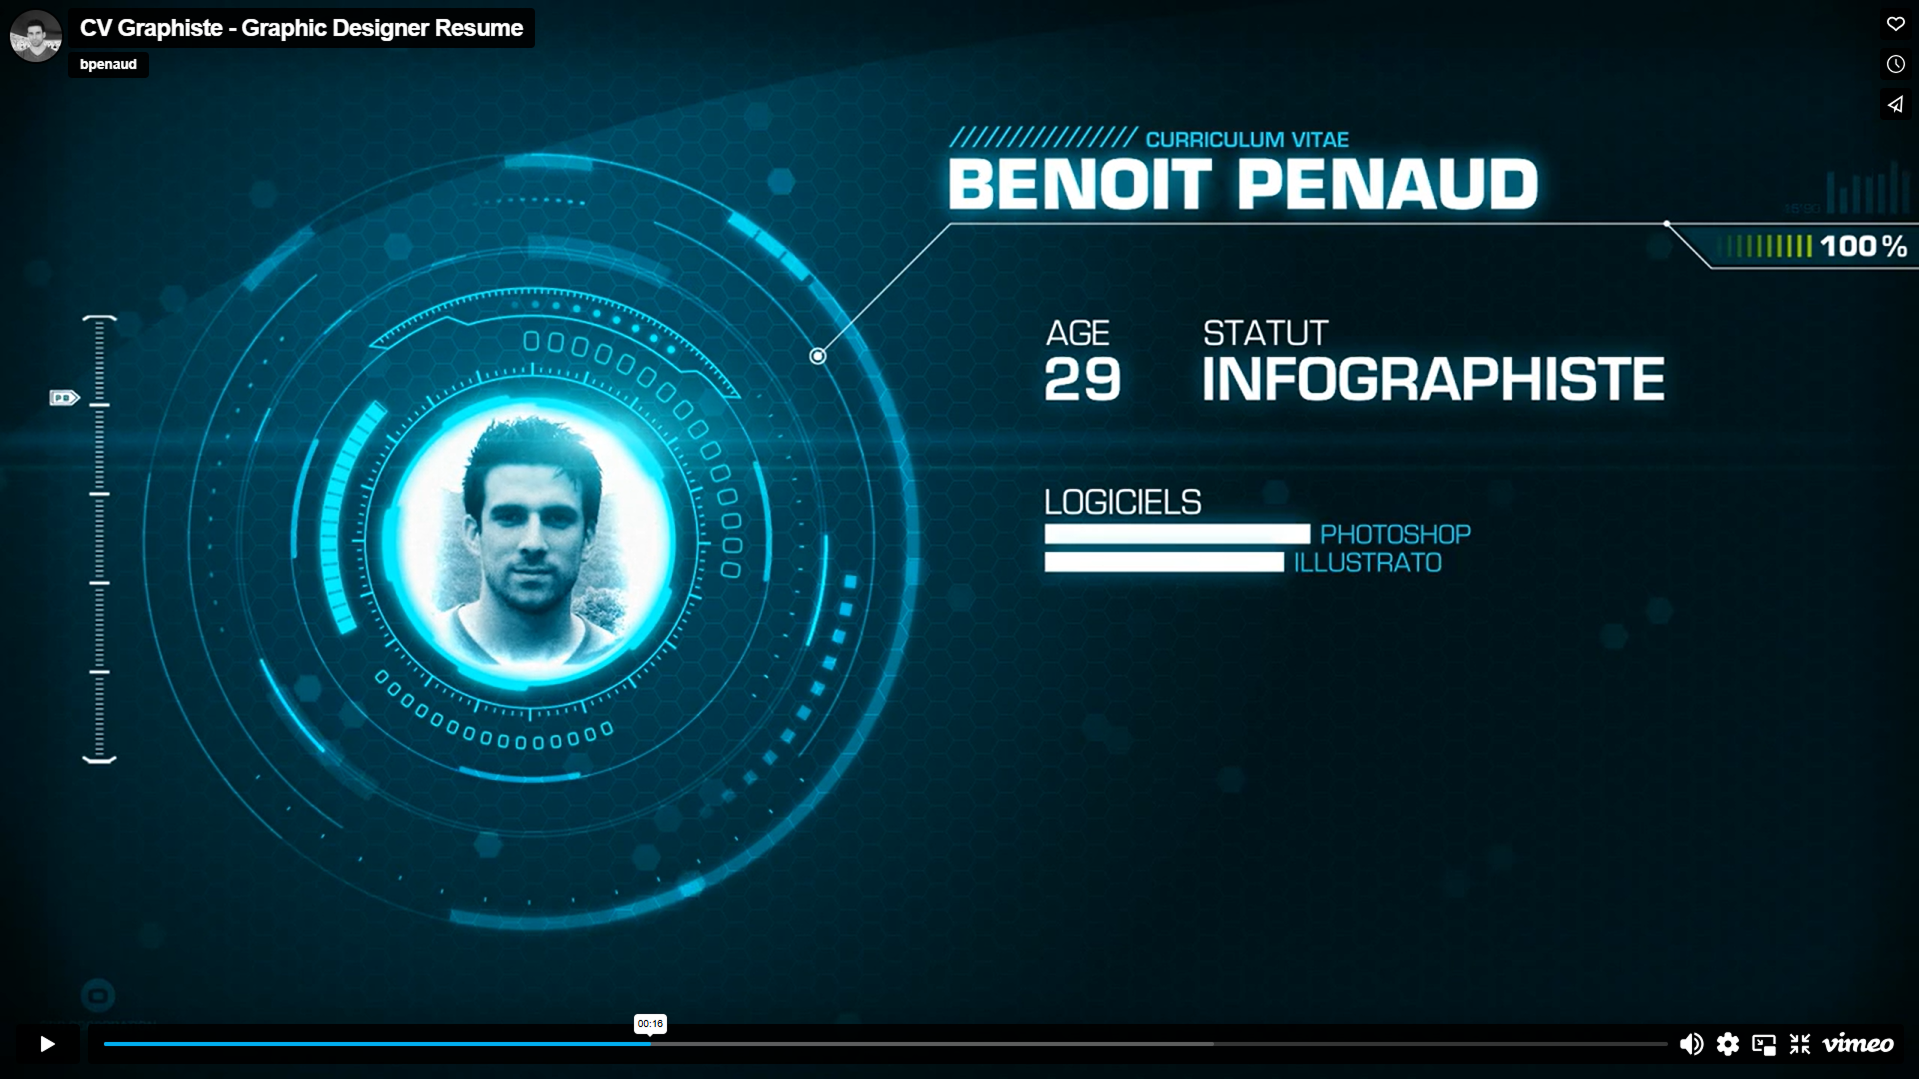 CV Graphiste - Graphic Designer Resume
bpenaud
//////////////// CURRICULUM VITAE
BENOIT PENAUD
100%
AGE
29
STATUT
INFOGRAPHISTE
LOGICIELS
PHOTOSHOP
ILLUSTRATO
00:16
vimeo